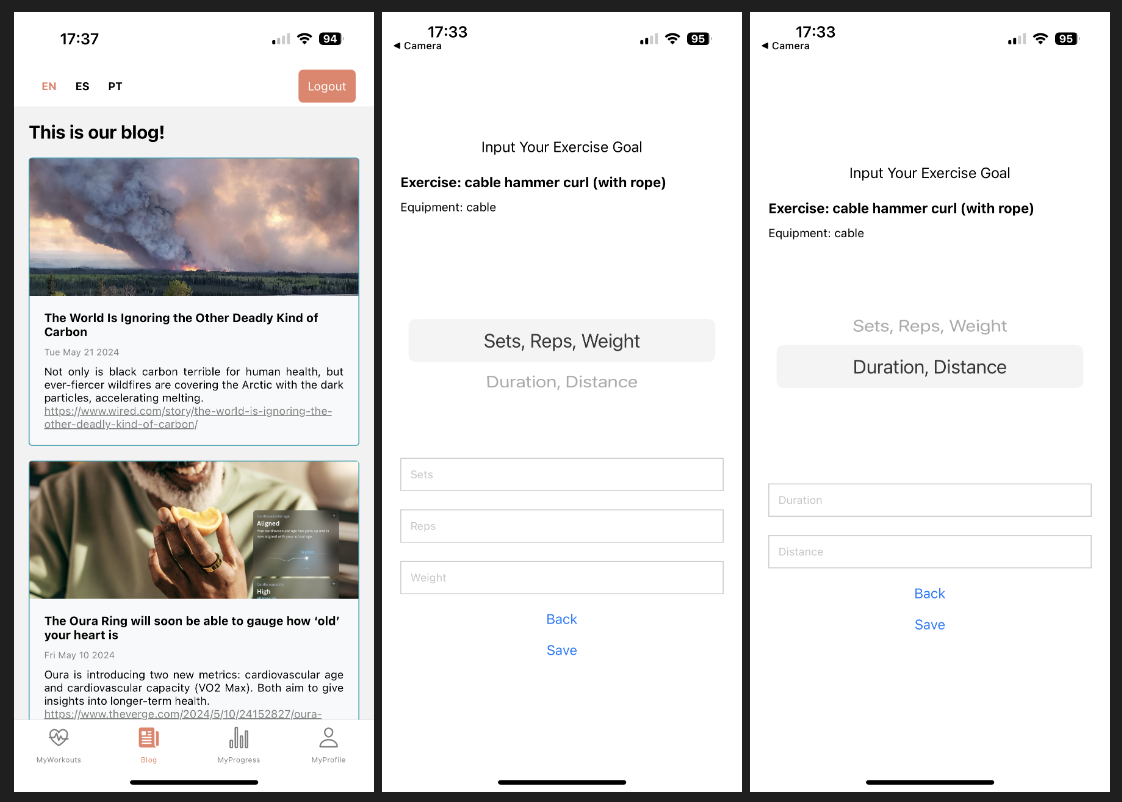 17:37
94
EN ES PT
Logout
This is our blog!
The World Is Ignoring the Other Deadly Kind of
Carbon
Tue May 21 2024
Not only is black carbon terrible for human health, but
ever-fiercer wildfires are covering the Arctic with the dark
particles, accelerating melting.
https://www.wired.com/story/the-world-is-ignoring-the-
other-deadly-kind-of-carbon/
Aligned
High
The Oura Ring will soon be able to gauge how ‘old’
your heart is
Fri May 10 2024
Oura is introducing two new metrics: cardiovascular age
and cardiovascular capacity (VO2 Max). Both aim to give
insights into longer-term health.
https://www.theverge.com/2024/5/10/24152827/oura-
MyWorkouts Blog MyProgress MyProfile
17:33
95
◀ Camera
Input Your Exercise Goal
Exercise: cable hammer curl (with rope)
Equipment: cable
Sets, Reps, Weight
Duration, Distance
Sets
Reps
Weight
Back
Save
17:33
95
◀ Camera
Input Your Exercise Goal
Exercise: cable hammer curl (with rope)
Equipment: cable
Sets, Reps, Weight
Duration, Distance
Duration
Distance
Back
Save